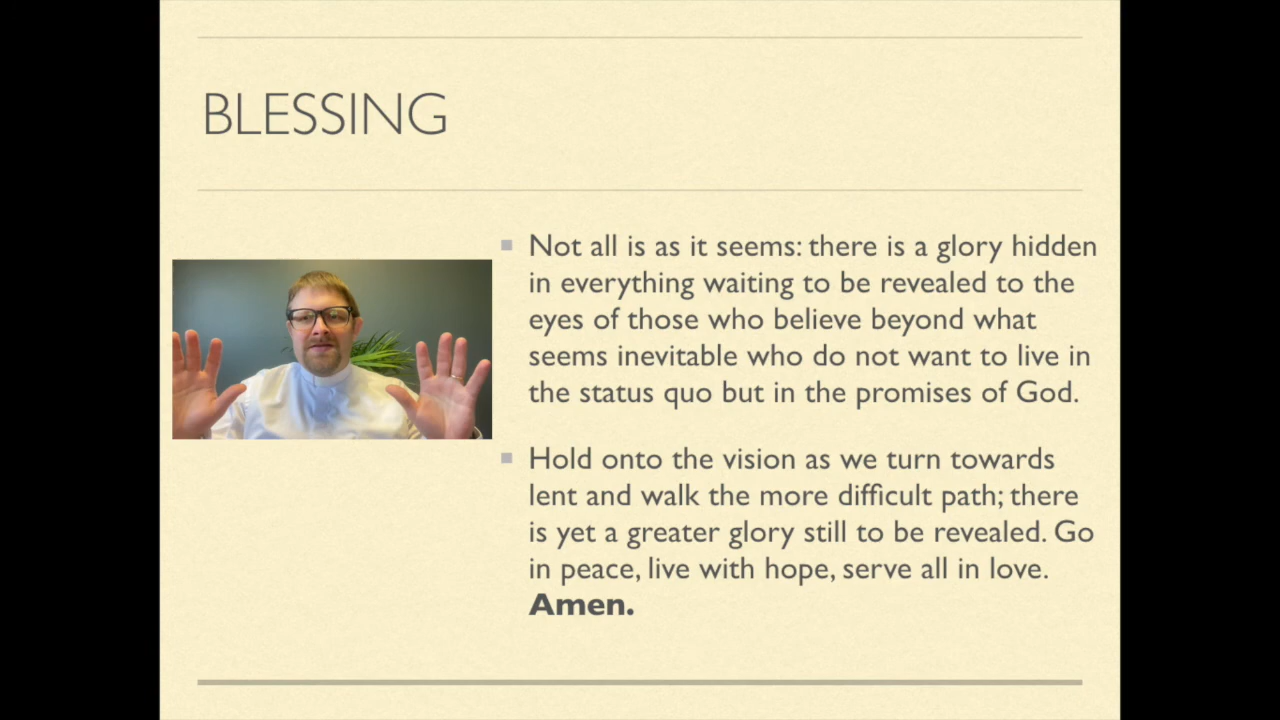 BLESSING
Not all is as it seems: there is a glory hidden
in everything waiting to be revealed to the
eyes of those who believe beyond what
seems inevitable who do not want to live in
the status quo but in the promises of God.
Hold onto the vision as we turn towards
lent and walk the more difficult path; there
is yet a greater glory still to be revealed. Go
in peace, live with hope, serve all in love.
Amen.